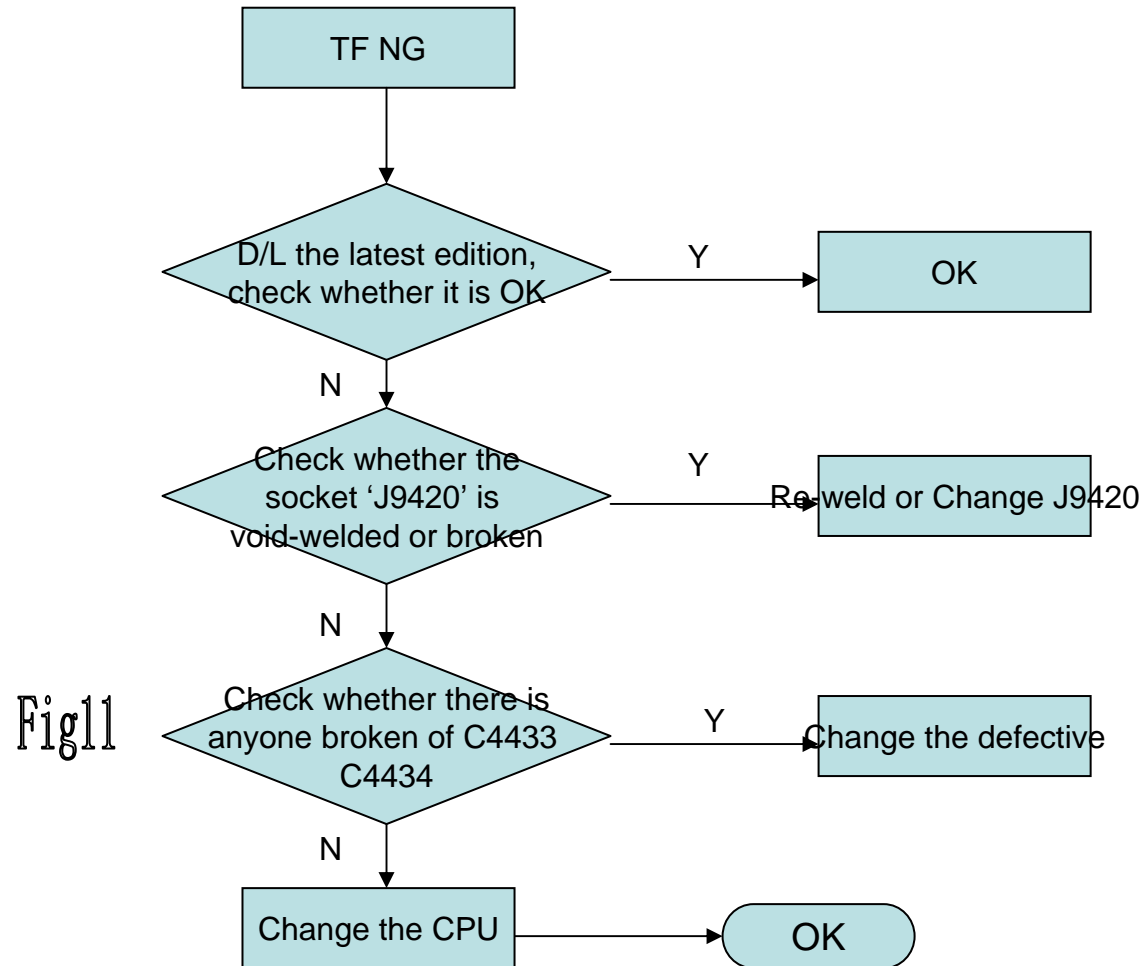 TF NG
D/L the latest edition,
check whether it is OK
Y
OK
N
Check whether the
socket ‘J9420’ is
void-welded or broken
Y
Re-weld or Change J9420
N
Fig11
Check whether there is
anyone broken of C4433
C4434
Y
Change the defective
N
Change the CPU
OK